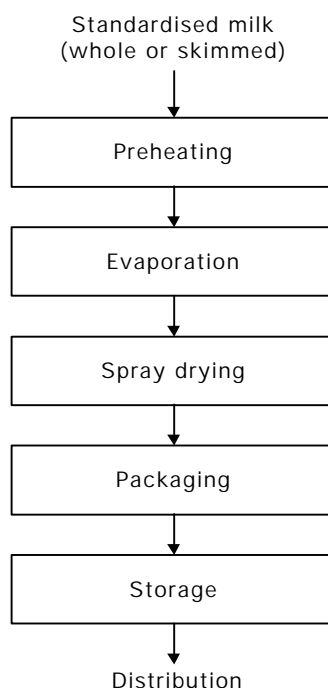 Standardised milk
(whole or skimmed)
Preheating
Evaporation
Spray drying
Packaging
Storage
Distribution